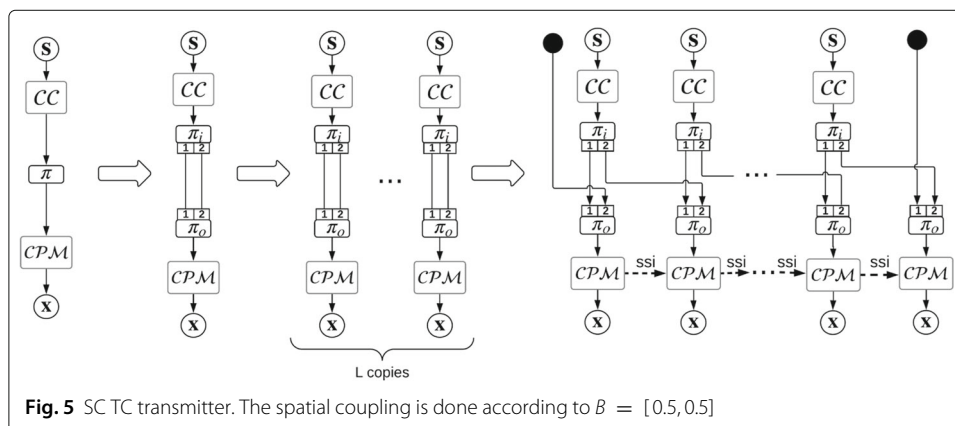 S S S S S S S
CC CC CC CC CC CC CC
π_i π_i π_i π_i π_i π_i
1 2 1 2 1 2 1 2 1 2 1 2
π ... ...
1 2 1 2 1 2 1 2 1 2 1 2 1 2
π_o π_o π_o π_o π_o π_o π_o
CPM CPM CPM CPM CPM ssi CPM ssi ... ssi CPM ssi CPM
X X X X X X X X
L copies
Fig. 5 SC TC transmitter. The spatial coupling is done according to B = [0.5, 0.5]